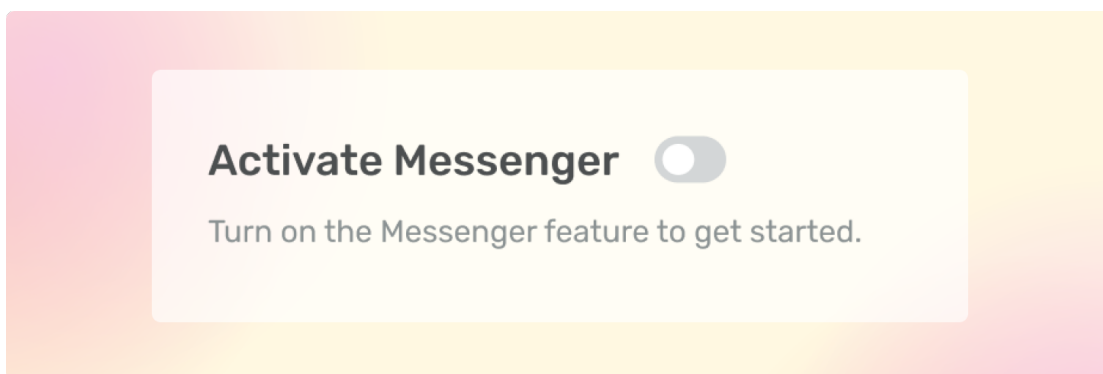 Activate Messenger
Turn on the Messenger feature to get started.